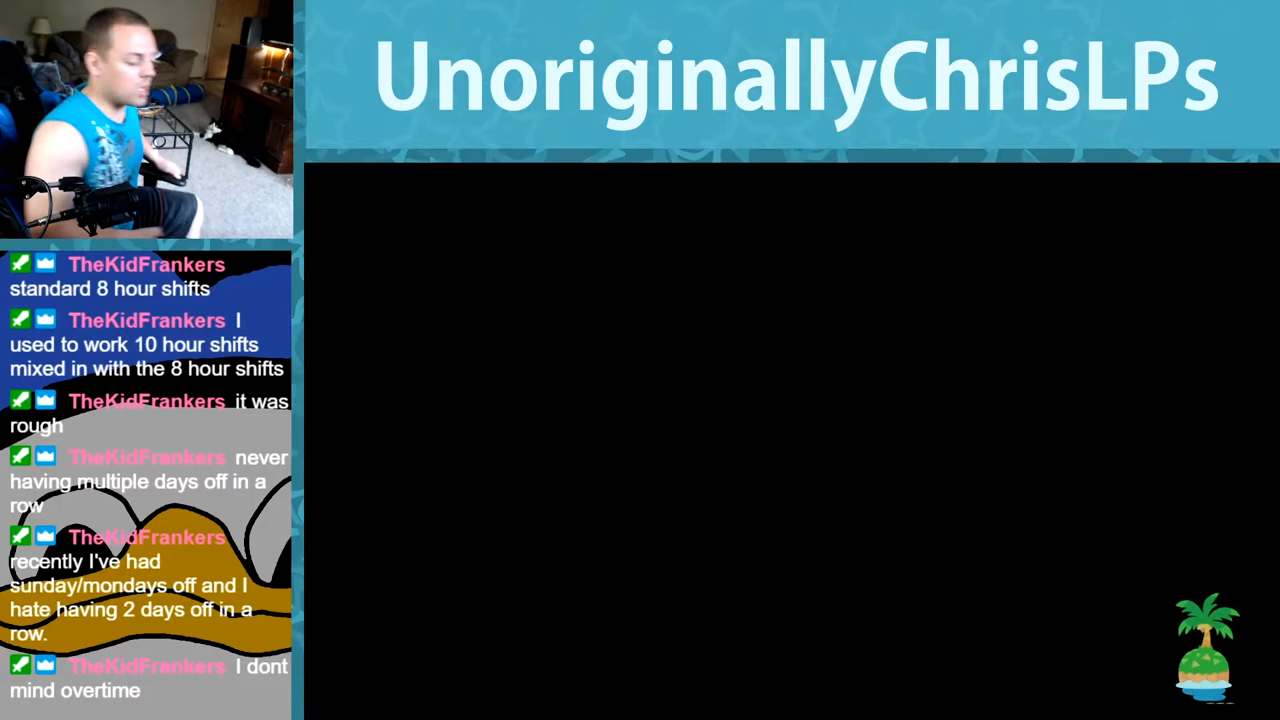 UnoriginallyChrisLPs
TheKidFrankers
standard 8 hour shifts
TheKidFrankers I
used to work 10 hour shifts
mixed in with the 8 hour shifts
TheKidFrankers it was
rough
TheKidFrankers never
having multiple days off in a
row
TheKidFrankers
recently I've had
sunday/mondays off and I
hate having 2 days off in a
row.
TheKidFrankers I dont
mind overtime